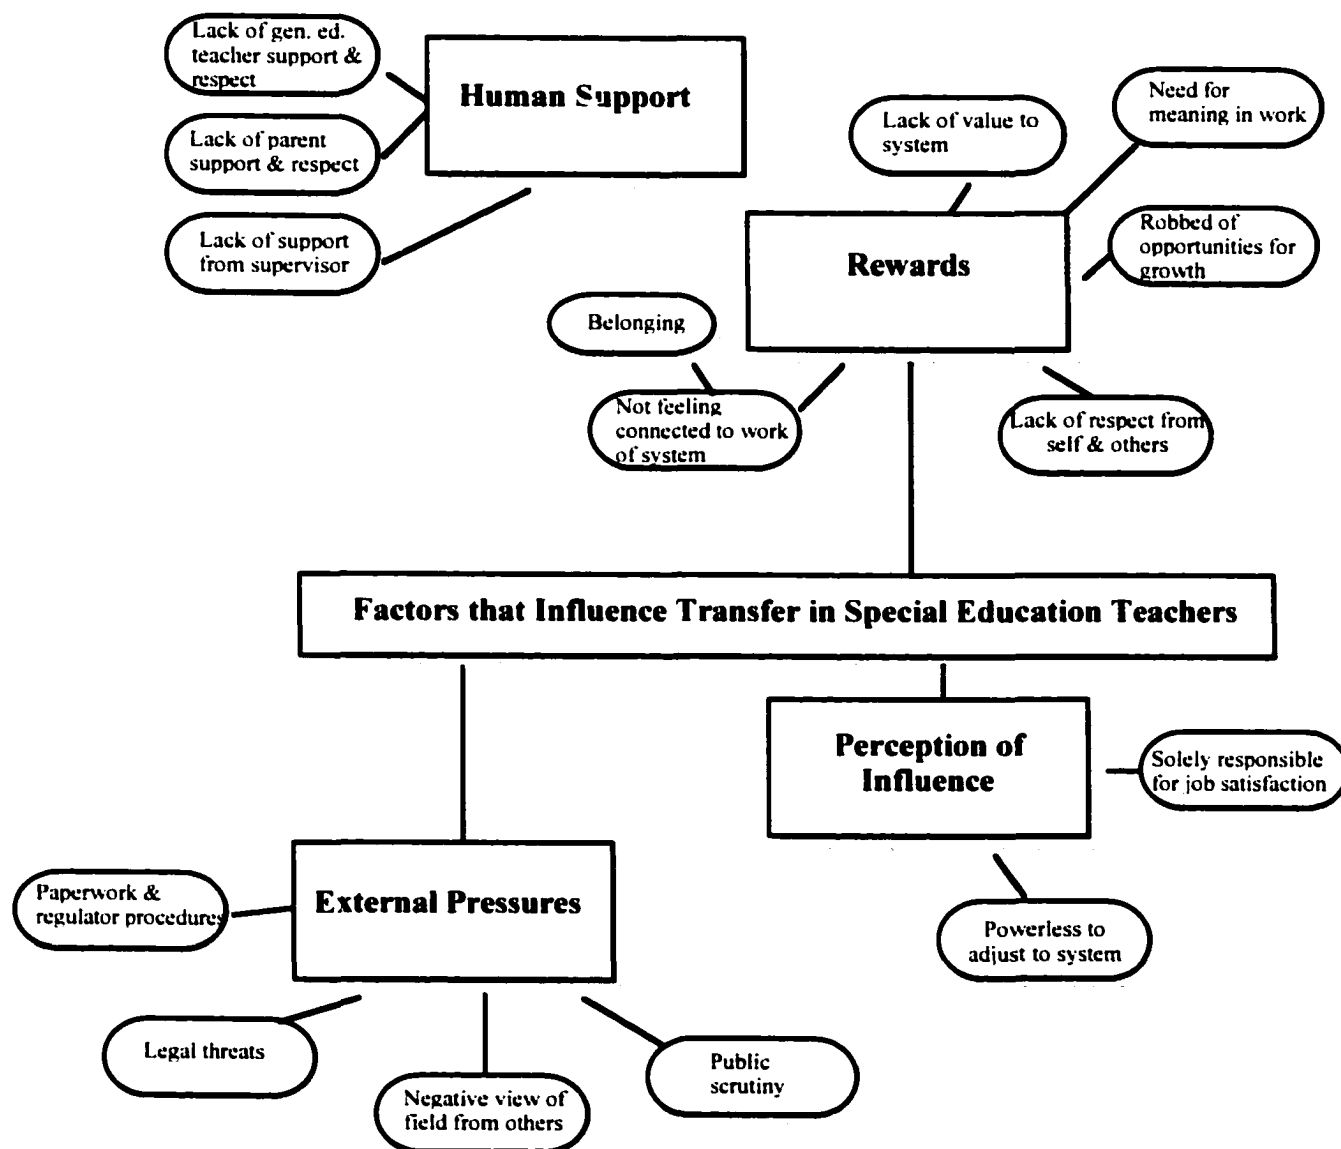 Lack of gen. ed.
teacher support &
respect
Human Support
Lack of parent
support & respect
Lack of support
from supervisor
Lack of value to
system
Need for
meaning in work
Rewards
Robbed of
opportunities for
growth
Belonging
Not feeling
connected to work
of system
Lack of respect from
self & others
Factors that Influence Transfer in Special Education Teachers
Perception of
Influence
Solely responsible
for job satisfaction
Powerless to
adjust to system
External Pressures
Paperwork &
regulator procedures
Legal threats
Negative view of
field from others
Public
scrutiny